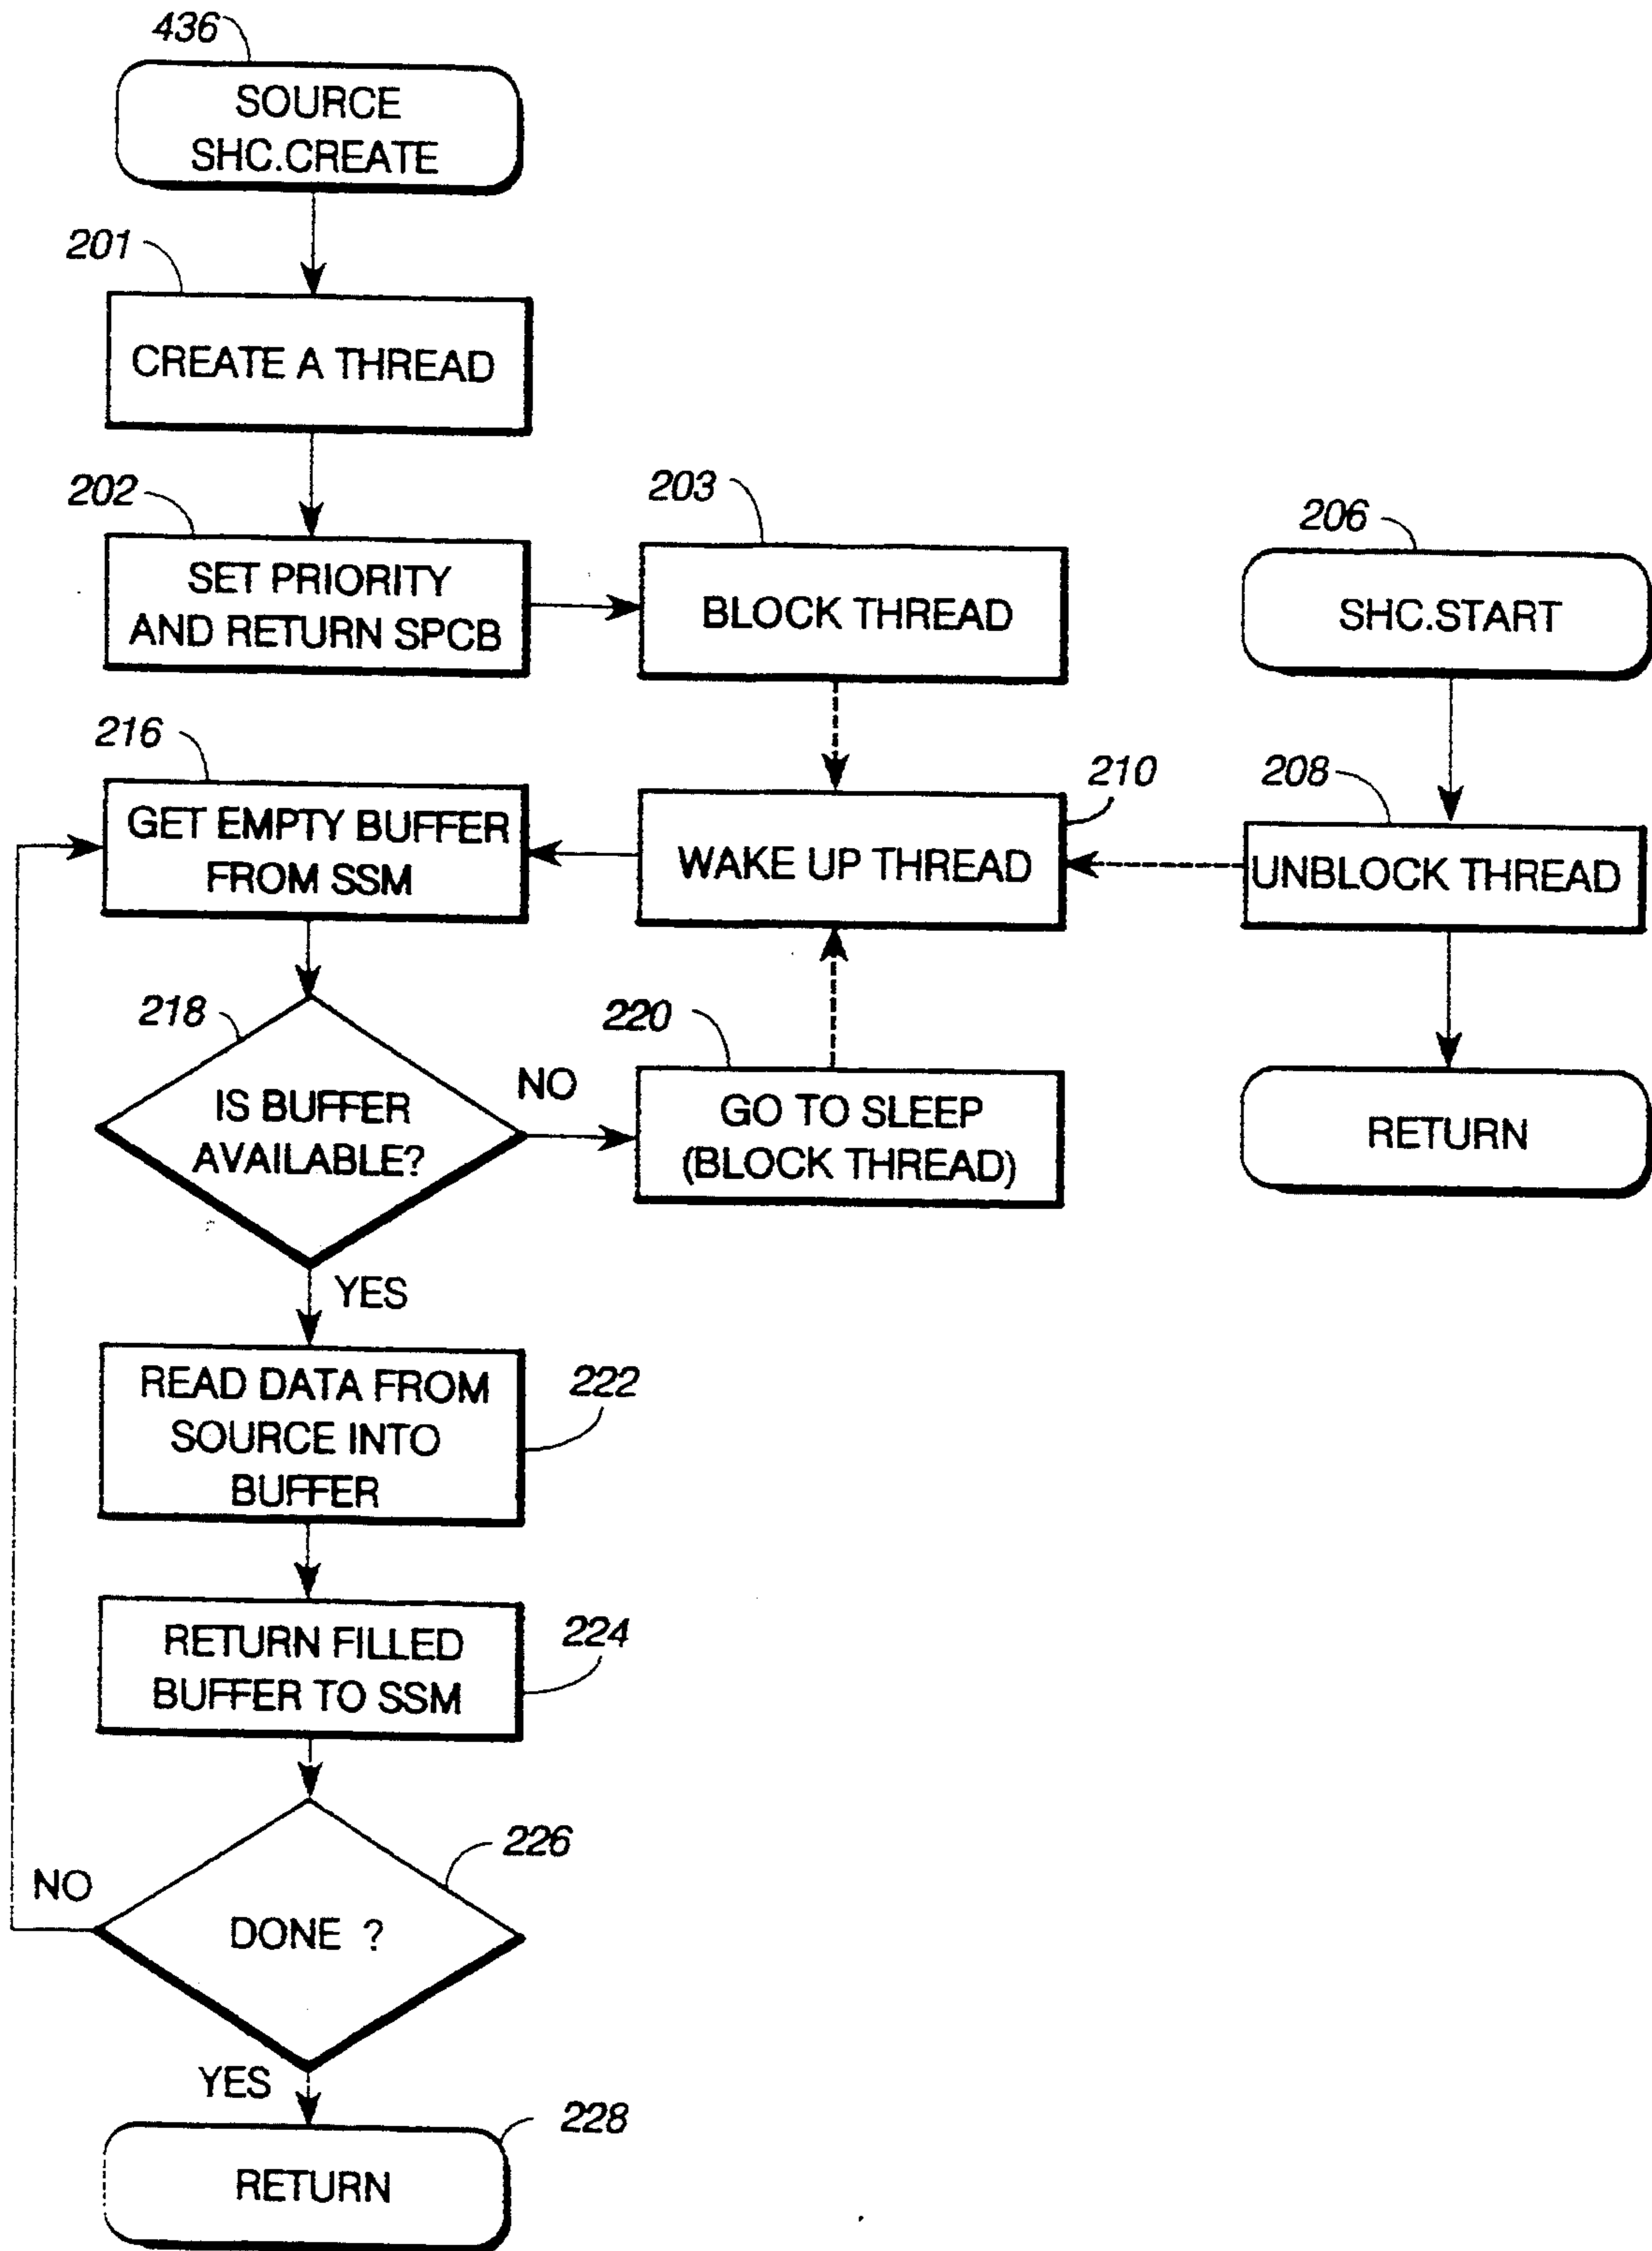 436
SOURCE
SHC.CREATE
201
CREATE A THREAD
202
SET PRIORITY
AND RETURN SPCB
203
BLOCK THREAD
206
SHC.START
216
GET EMPTY BUFFER
FROM SSM
210
WAKE UP THREAD
208
UNBLOCK THREAD
218
IS BUFFER
AVAILABLE?
NO
220
GO TO SLEEP
(BLOCK THREAD)
RETURN
YES
READ DATA FROM
SOURCE INTO
BUFFER
222
RETURN FILLED
BUFFER TO SSM
224
226
NO
DONE ?
YES
228
RETURN